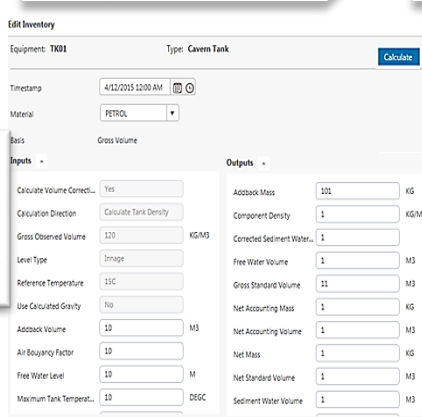 Edit Inventory
Equipment: TK01 Type: Cavern Tank
Calculate
Timestamp 4/12/2015 12:00 AM
Material PETROL
Basis Gross Volume
Inputs
Calculate Volume Correcti... Yes
Calculation Direction Calculate Tank Density
Gross Observed Volume 120 KG/M3
Level Type Innage
Reference Temperature 15C
Use Calculated Gravity No
Addback Volume 10 M3
Air Bouyancy Factor 10
Free Water Level 10 M
Maximum Tank Temperat... 10 DEGC
Outputs
Addback Mass 101 KG
Component Density 1 KG/M
Corrected Sediment Water... 1
Free Water Volume 1 M3
Gross Standard Volume 11 M3
Net Accounting Mass 1 KG
Net Accounting Volume 1 M3
Net Mass 1 KG
Net Standard Volume 1 M3
Sediment Water Volume 1 M3